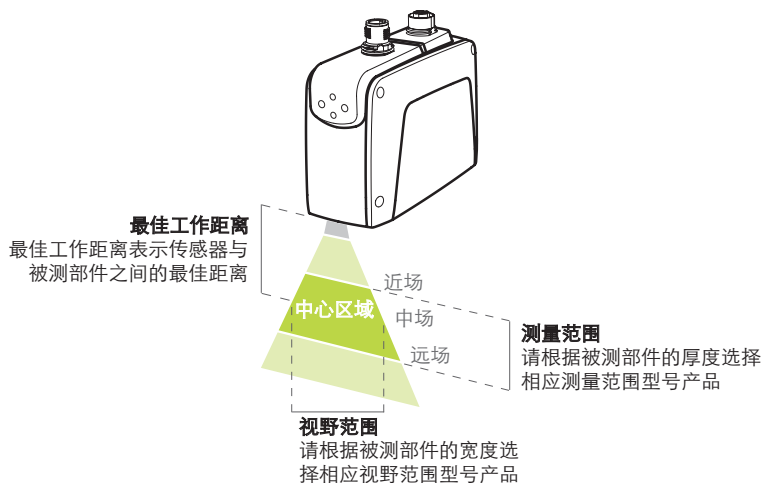 最佳工作距离
最佳工作距离表示传感器与
被测部件之间的最佳距离
近场
中心区域
中场
远场
测量范围
请根据被测部件的厚度选择
相应测量范围型号产品
视野范围
请根据被测部件的宽度选
择相应视野范围型号产品